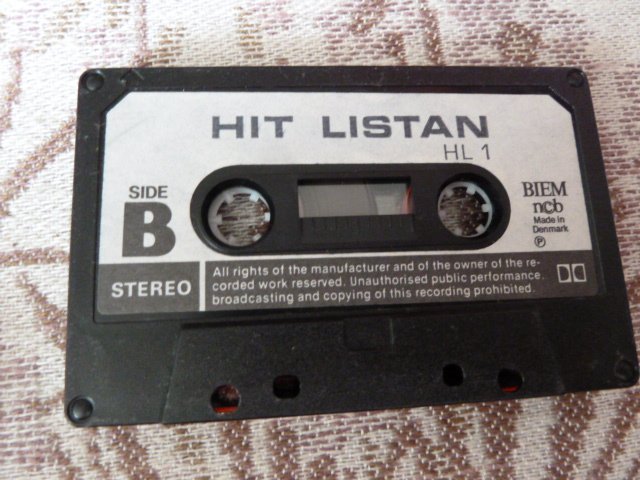 HIT LISTAN
HL 1
SIDE
B
BIEM
ncb
Made in
Denmark
Ⓟ
STEREO
All rights of the manufacturer and of the owner of the re-
corded work reserved. Unauthorised public performance.
broadcasting and copying of this recording prohibited.